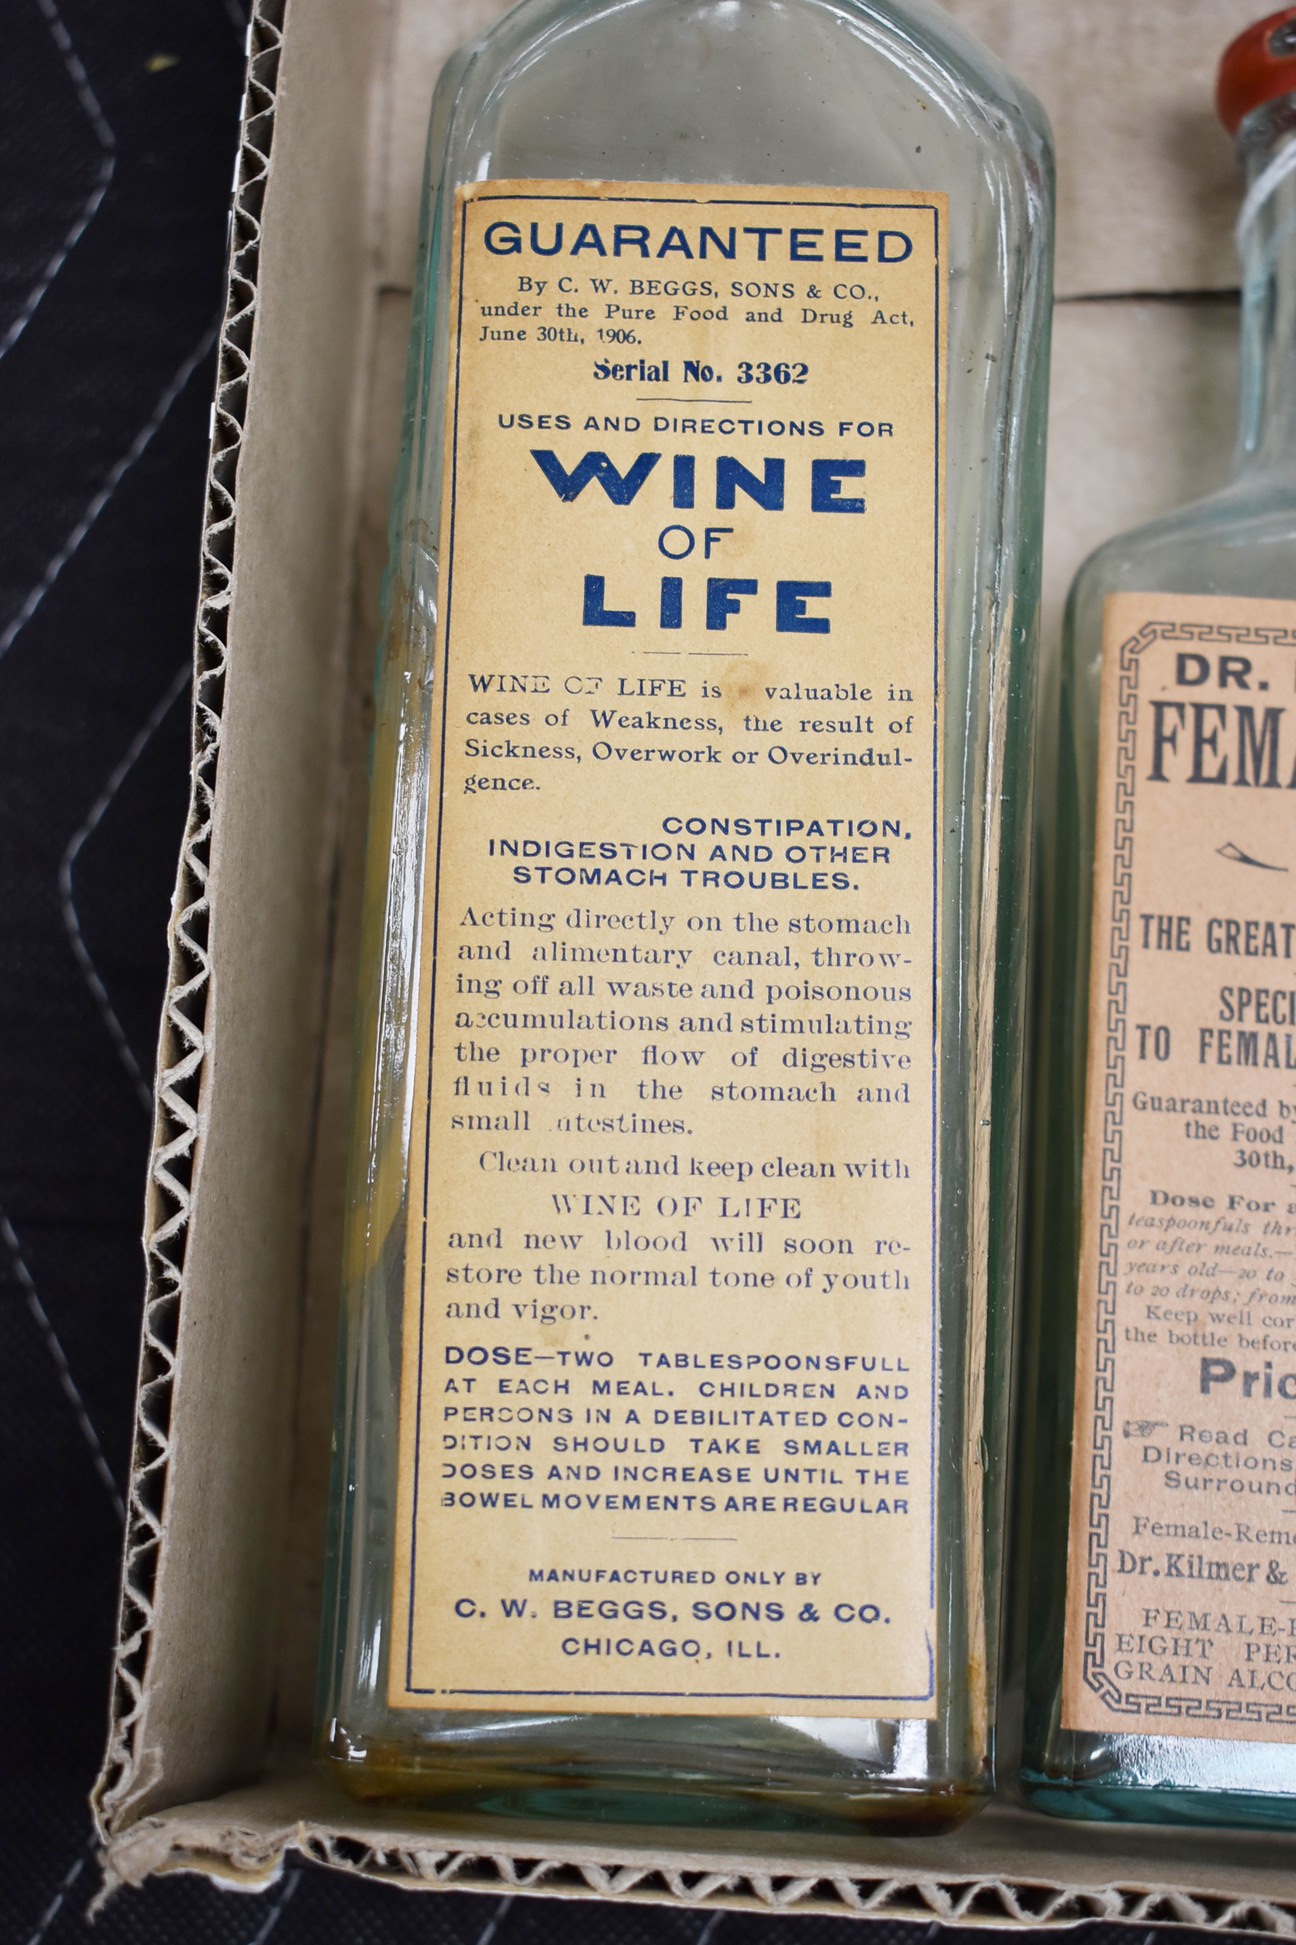 GUARANTEED
By C. W. BEGGS, SONS & CO.,
under the Pure Food and Drug Act,
June 30th, 1906.
Serial No. 3362
USES AND DIRECTIONS FOR
WINE
OF
LIFE
WINE OF LIFE is valuable in
cases of Weakness, the result of
Sickness, Overwork or Overindul-
gence.
CONSTIPATION,
INDIGESTION AND OTHER
STOMACH TROUBLES.
Acting directly on the stomach
and alimentary canal, throw-
ing off all waste and poisonous
accumulations and stimulating
the proper flow of digestive
fluids in the stomach and
small intestines.
Clean out and keep clean with
WINE OF LIFE
and new blood will soon re-
store the normal tone of youth
and vigor.
DOSE—TWO TABLESPOONSFULL
AT EACH MEAL. CHILDREN AND
PERSONS IN A DEBILITATED CON-
DITION SHOULD TAKE SMALLER
DOSES AND INCREASE UNTIL THE
BOWEL MOVEMENTS ARE REGULAR
MANUFACTURED ONLY BY
C. W. BEGGS, SONS & CO.
CHICAGO, ILL.
DR.
FEMA
THE GREAT
SPECI
TO FEMAL
Guaranteed by
the Food
30th,
Dose For a
teaspoonfuls thr
or after meals.—
years old—20 to
to 20 drops; from
Keep well cor
the bottle before
Pric
Read Ca
Directions
Surround
Female-Reme
Dr. Kilmer &
FEMALE-R
EIGHT PER
GRAIN ALCO